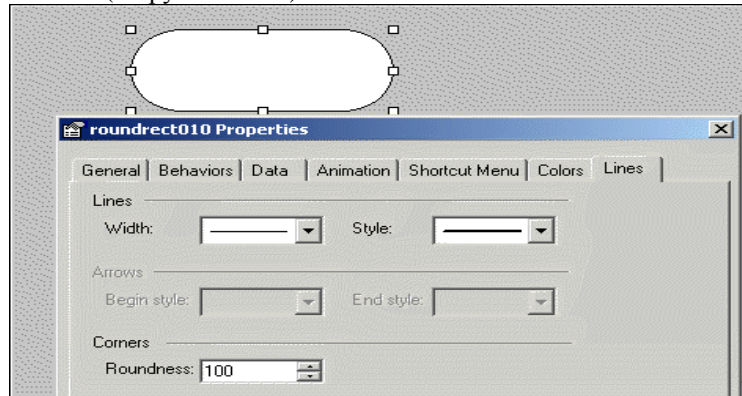 roundrect010 Properties
General Behaviors Data Animation Shortcut Menu Colors Lines
Lines
Width: Style:
Arrows
Begin style: End style:
Corners
Roundness: 100